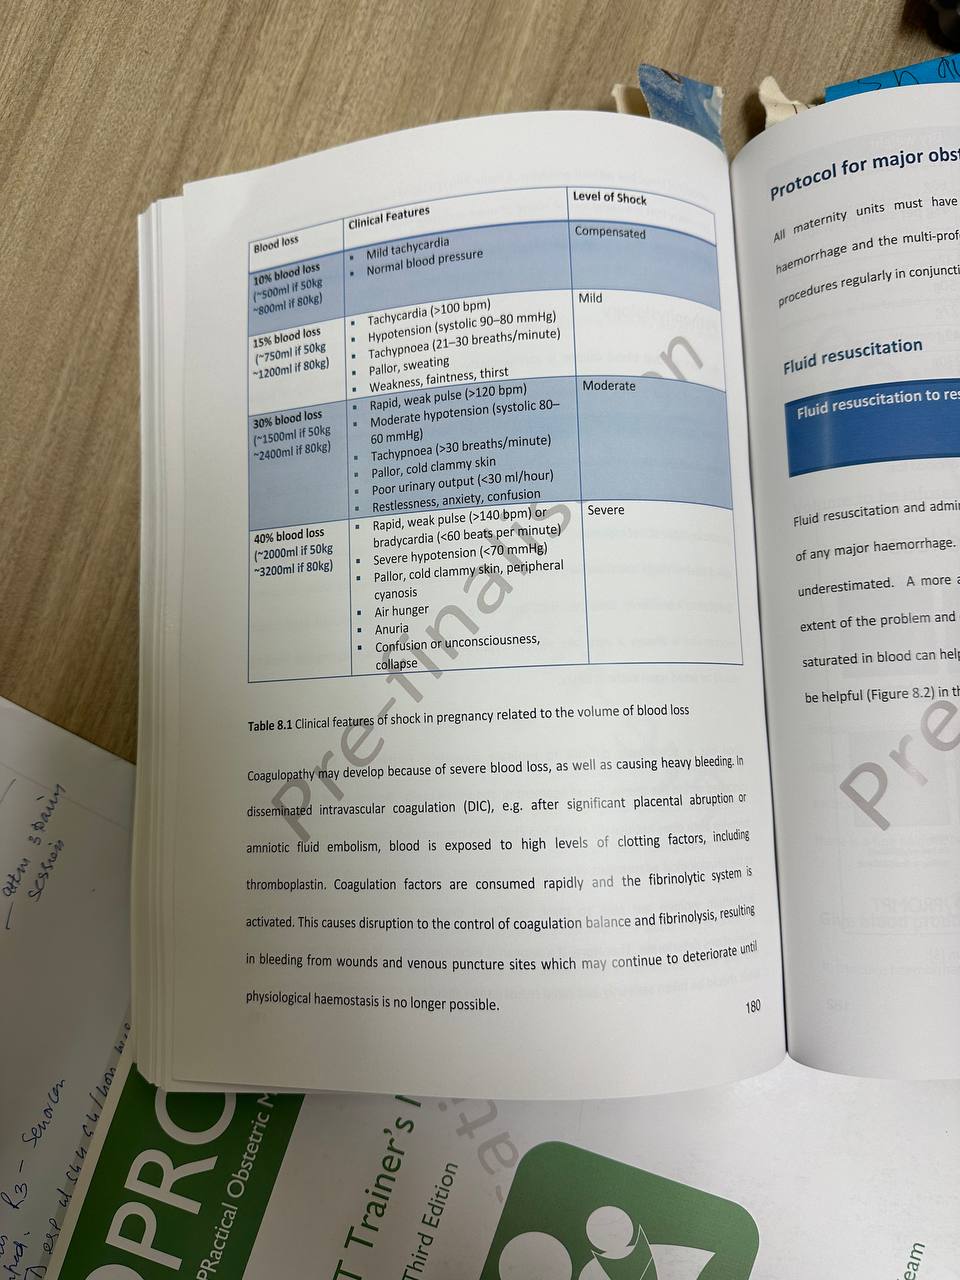 Blood loss
Clinical Features
Level of Shock
10% blood loss
(~500ml if 50kg
~800ml if 80kg)
▪ Mild tachycardia
▪ Normal blood pressure
Compensated
15% blood loss
(~750ml if 50kg
~1200ml if 80kg)
▪ Tachycardia (>100 bpm)
▪ Hypotension (systolic 90–80 mmHg)
▪ Tachypnoea (21–30 breaths/minute)
▪ Pallor, sweating
▪ Weakness, faintness, thirst
Mild
30% blood loss
(~1500ml if 50kg
~2400ml if 80kg)
▪ Rapid, weak pulse (>120 bpm)
▪ Moderate hypotension (systolic 80–
60 mmHg)
▪ Tachypnoea (>30 breaths/minute)
▪ Pallor, cold clammy skin
▪ Poor urinary output (<30 ml/hour)
▪ Restlessness, anxiety, confusion
Moderate
40% blood loss
(~2000ml if 50kg
~3200ml if 80kg)
▪ Rapid, weak pulse (>140 bpm) or
bradycardia (<60 beats per minute)
▪ Severe hypotension (<70 mmHg)
▪ Pallor, cold clammy skin, peripheral
cyanosis
▪ Air hunger
▪ Anuria
▪ Confusion or unconsciousness,
collapse
Severe
Pre-finalis on
Table 8.1 Clinical features of shock in pregnancy related to the volume of blood loss
Coagulopathy may develop because of severe blood loss, as well as causing heavy bleeding. In
disseminated intravascular coagulation (DIC), e.g. after significant placental abruption or
amniotic fluid embolism, blood is exposed to high levels of clotting factors, including
thromboplastin. Coagulation factors are consumed rapidly and the fibrinolytic system is
activated. This causes disruption to the control of coagulation balance and fibrinolysis, resulting
in bleeding from wounds and venous puncture sites which may continue to deteriorate until
physiological haemostasis is no longer possible.
180
Protocol for major obs
All maternity units must have
haemorrhage and the multi-prof
procedures regularly in conjuncti
Fluid resuscitation
Fluid resuscitation to res
Fluid resuscitation and admi
of any major haemorrhage.
underestimated. A more a
extent of the problem and
saturated in blood can help
be helpful (Figure 8.2) in th
Pre
session
R3 - 
PRO
PRactical Obstetric M
T Trainer's
Third Edition
eam